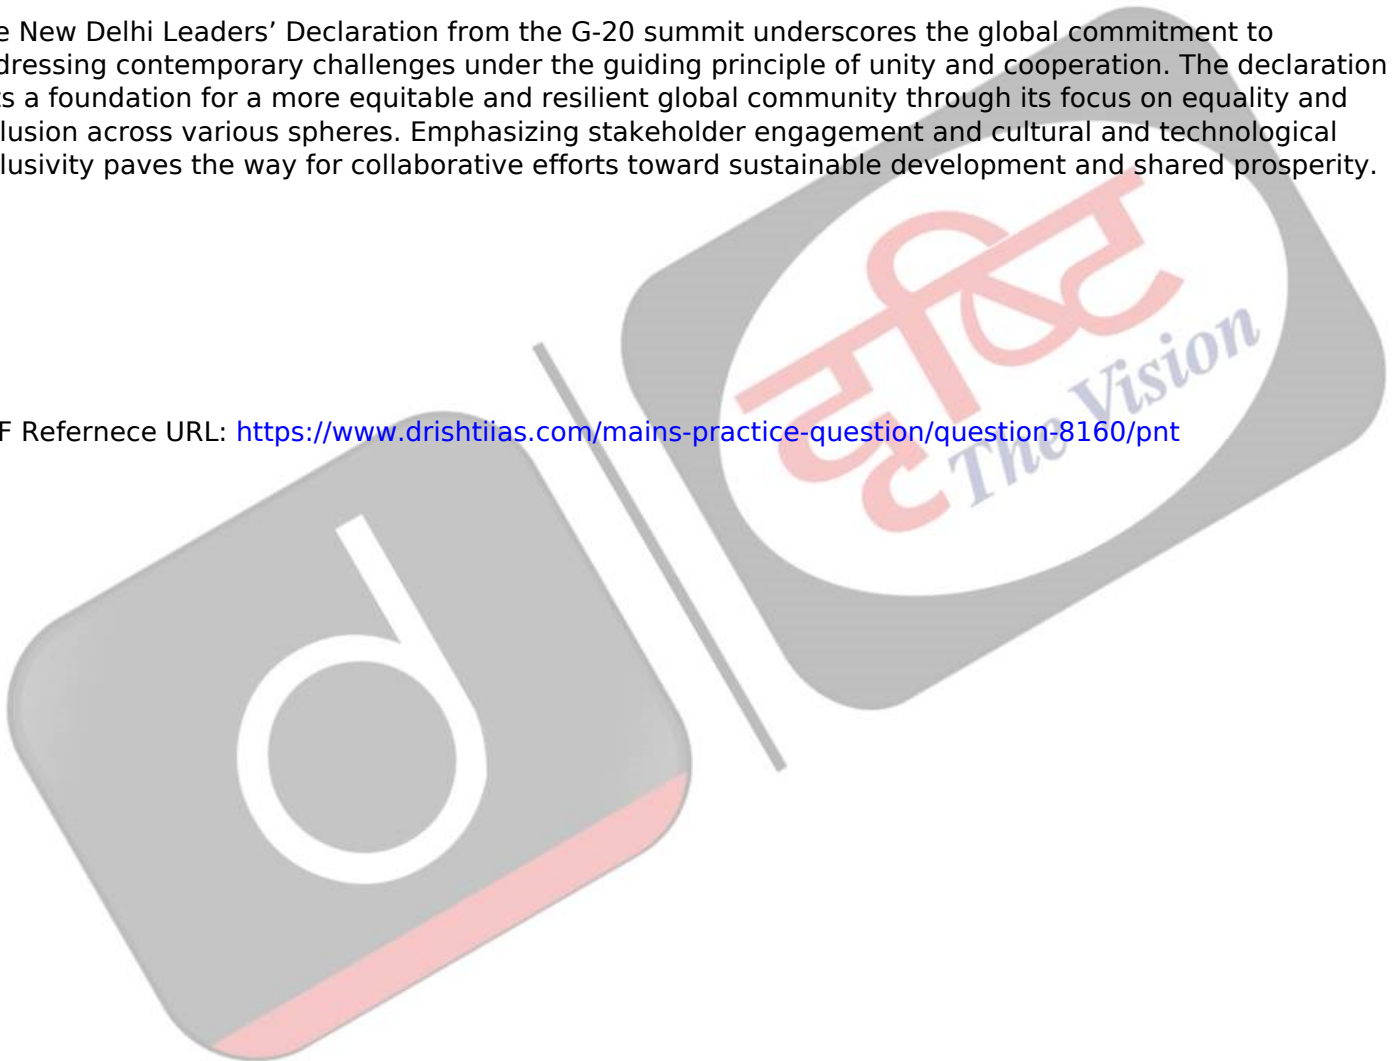 e New Delhi Leaders’ Declaration from the G-20 summit underscores the global commitment to
dressing contemporary challenges under the guiding principle of unity and cooperation. The declaration
ts a foundation for a more equitable and resilient global community through its focus on equality and
lusion across various spheres. Emphasizing stakeholder engagement and cultural and technological
lusivity paves the way for collaborative efforts toward sustainable development and shared prosperity.
दृष्टि
The Vision
F Refernece URL: https://www.drishtiias.com/mains-practice-question/question-8160/pnt
d